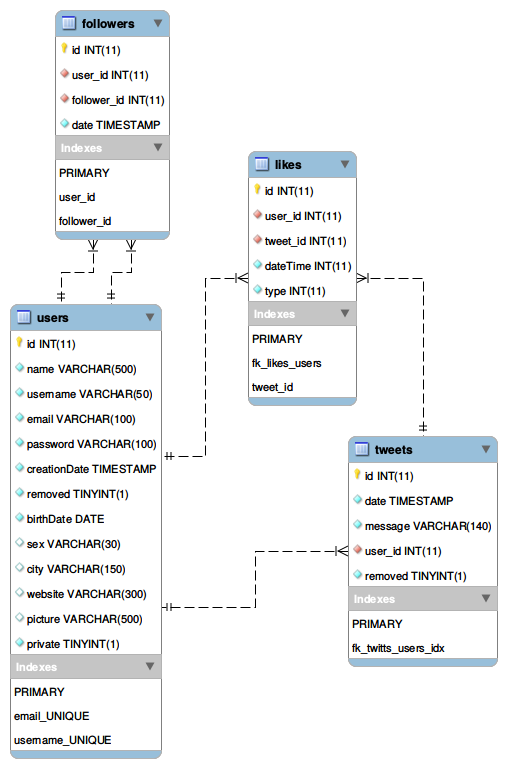 followers
id INT(11)
user_id INT(11)
follower_id INT(11)
date TIMESTAMP
Indexes
PRIMARY
user_id
follower_id
likes
id INT(11)
user_id INT(11)
tweet_id INT(11)
dateTime INT(11)
type INT(11)
Indexes
PRIMARY
fk_likes_users
tweet_id
users
id INT(11)
name VARCHAR(500)
username VARCHAR(50)
email VARCHAR(100)
password VARCHAR(100)
creationDate TIMESTAMP
removed TINYINT(1)
birthDate DATE
sex VARCHAR(30)
city VARCHAR(150)
website VARCHAR(300)
picture VARCHAR(500)
private TINYINT(1)
Indexes
PRIMARY
email_UNIQUE
username_UNIQUE
tweets
id INT(11)
date TIMESTAMP
message VARCHAR(140)
user_id INT(11)
removed TINYINT(1)
Indexes
PRIMARY
fk_twitts_users_idx